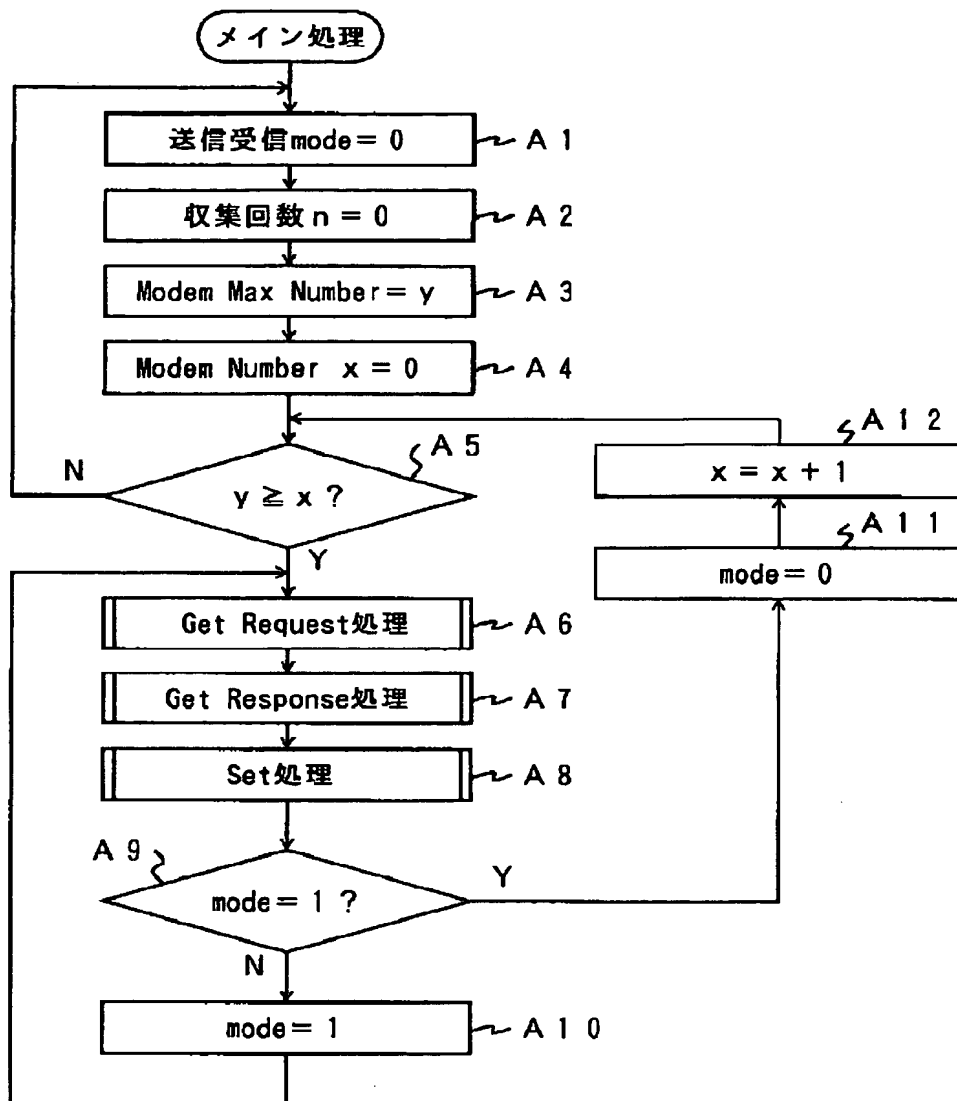 メイン処理
送信受信mode=0
A1
収集回数n=0
A2
Modem Max Number=y
A3
Modem Number x=0
A4
A5
N
y≧x?
Y
A12
x=x+1
A11
mode=0
Get Request処理
A6
Get Response処理
A7
Set処理
A8
A9
mode=1?
Y
N
mode=1
A10